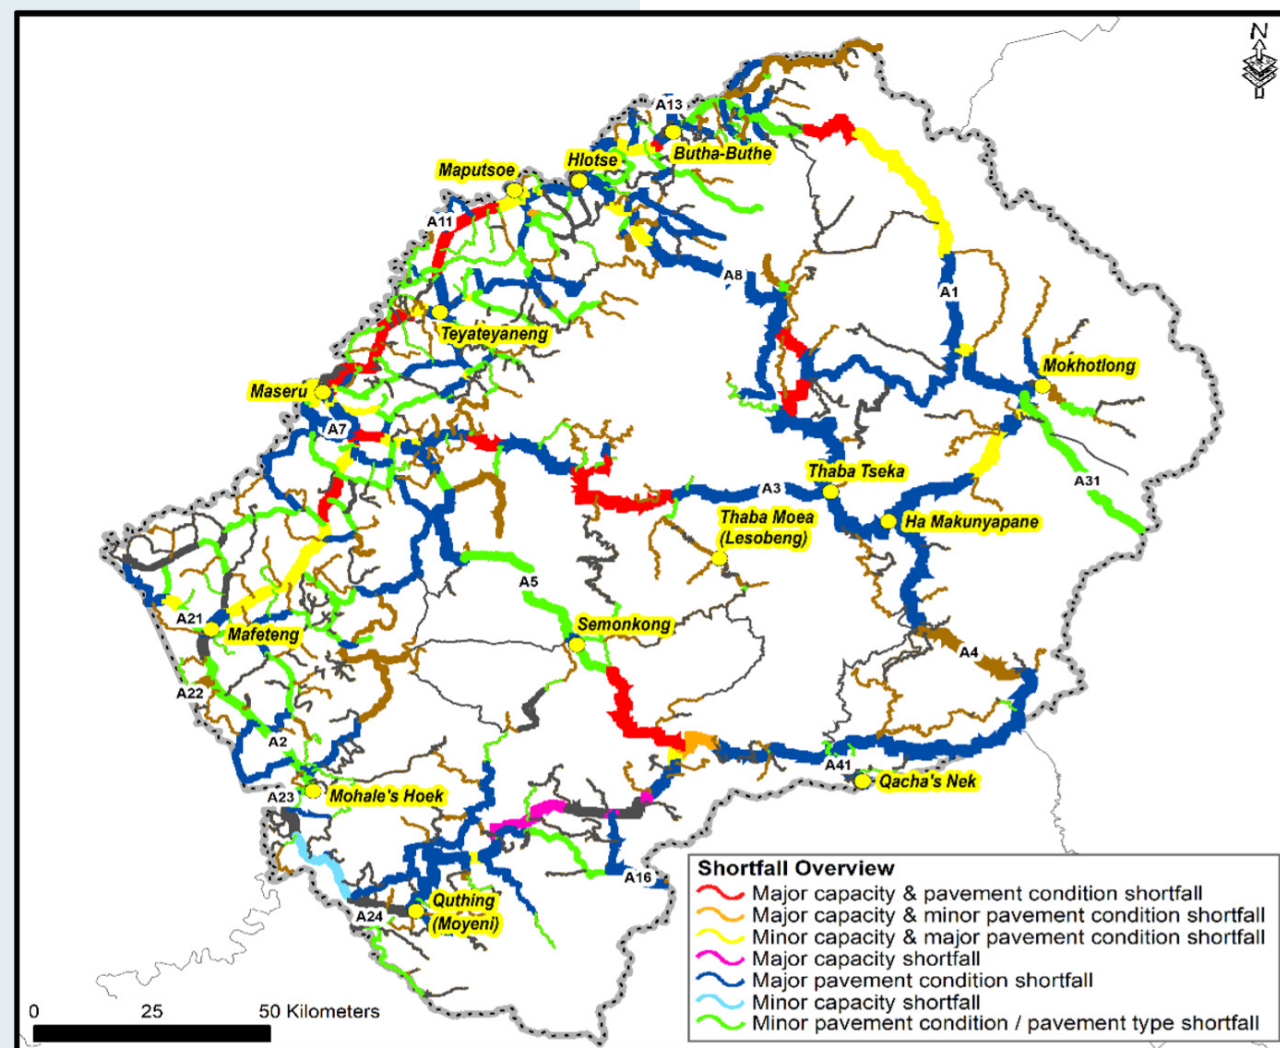 N
A13
Butha-Buthe
Hlotse
Maputsoe
A11
A8
A1
Teyateyaneng
Mokhotlong
Maseru
A7
Thaba Tseka
A3
A31
Thaba Moea
(Lesobeng)
Ha Makunyapane
A5
A21
Mafeteng
Semonkong
A4
A22
A2
A41
Qacha's Nek
A23
Mohale's Hoek
A16
Quthing
(Moyeni)
A24
0 25 50 Kilometers
Shortfall Overview
Major capacity & pavement condition shortfall
Major capacity & minor pavement condition shortfall
Minor capacity & major pavement condition shortfall
Major capacity shortfall
Major pavement condition shortfall
Minor capacity shortfall
Minor pavement condition / pavement type shortfall